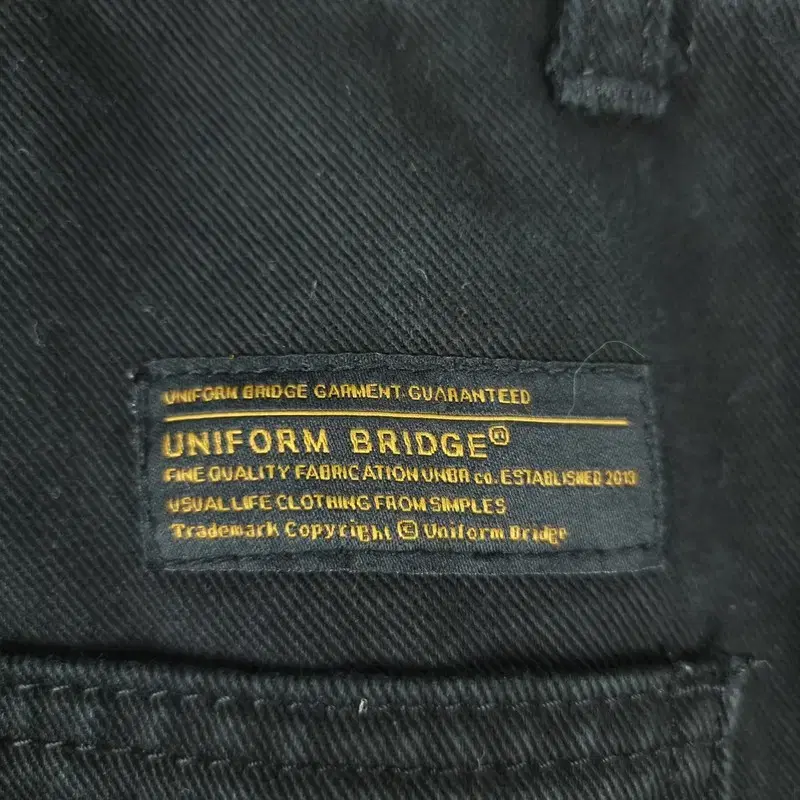 UNIFORM BRIDGE GARMENT GUARANTEED
UNIFORM BRIDGE®
FINE QUALITY FABRICATION UNBR co. ESTABLISHED 2013
USUAL LIFE CLOTHING FROM SIMPLES
Trademark Copyright © Uniform Bridge